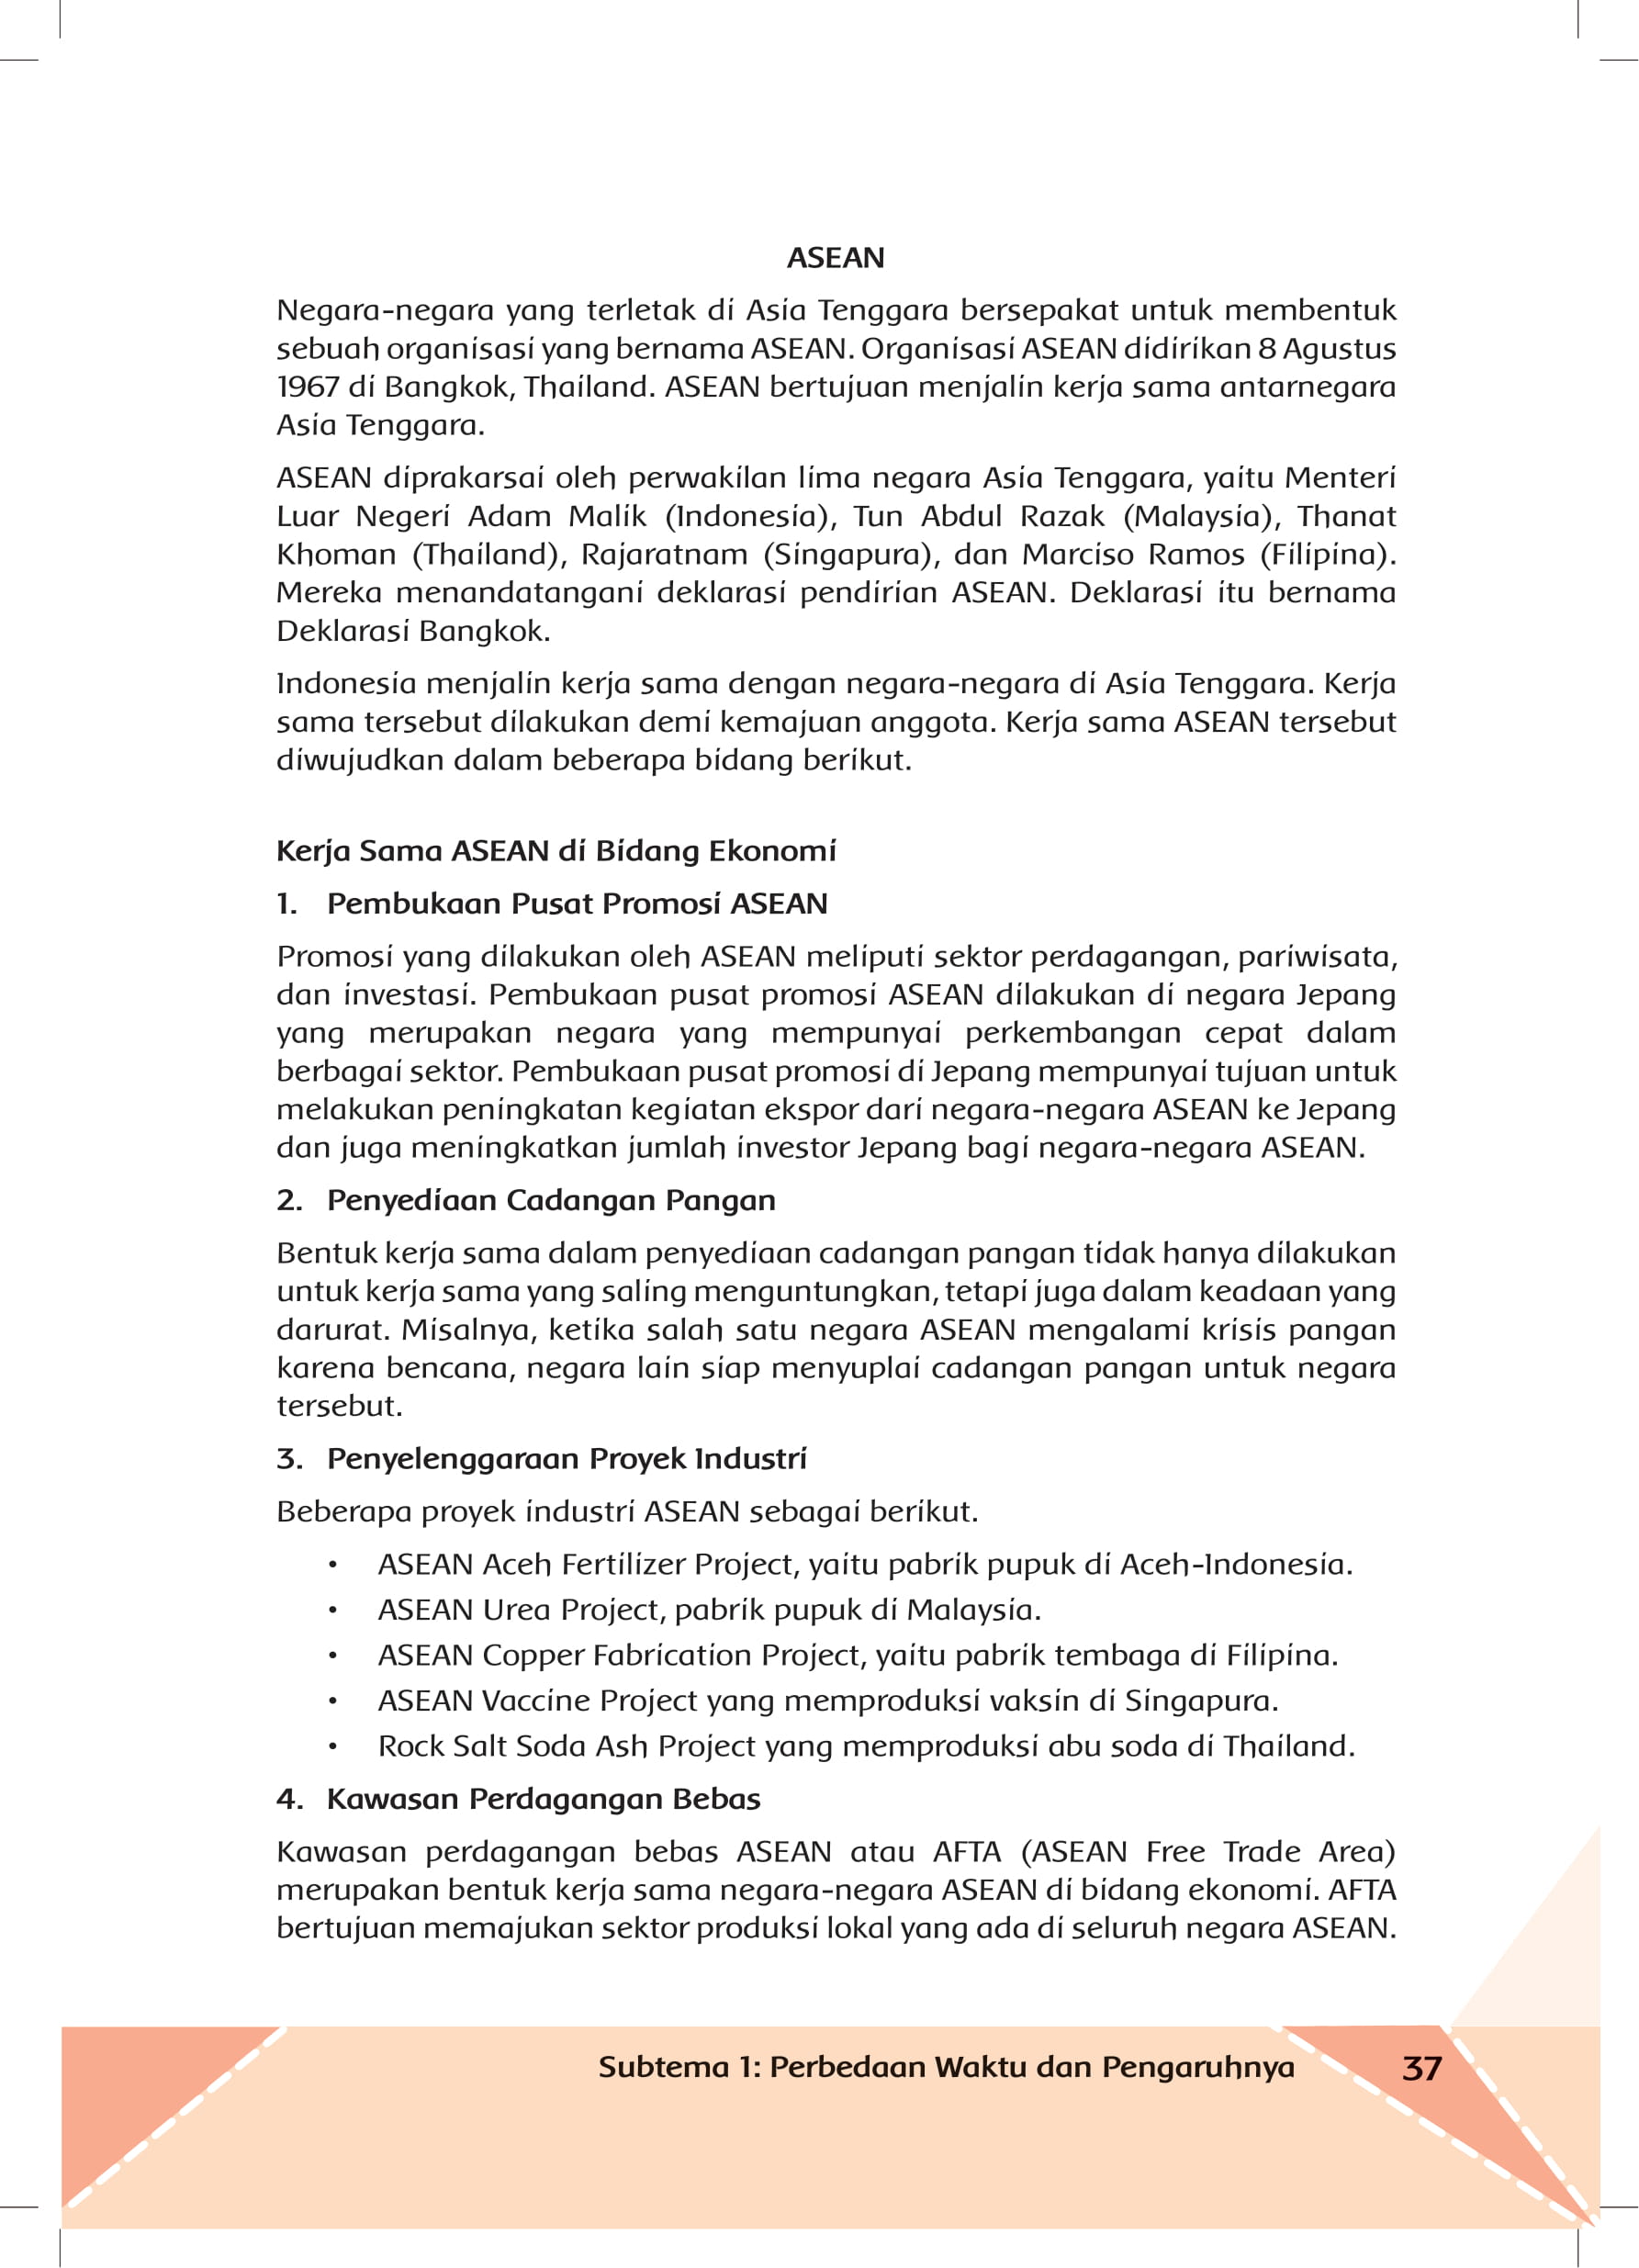 ASEAN
Negara-negara yang terletak di Asia Tenggara bersepakat untuk membentuk
sebuah organisasi yang bernama ASEAN. Organisasi ASEAN didirikan 8 Agustus
1967 di Bangkok, Thailand. ASEAN bertujuan menjalin kerja sama antarnegara
Asia Tenggara.
ASEAN diprakarsai oleh perwakilan lima negara Asia Tenggara, yaitu Menteri
Luar Negeri Adam Malik (Indonesia), Tun Abdul Razak (Malaysia), Thanat
Khoman (Thailand), Rajaratnam (Singapura), dan Marciso Ramos (Filipina).
Mereka menandatangani deklarasi pendirian ASEAN. Deklarasi itu bernama
Deklarasi Bangkok.
Indonesia menjalin kerja sama dengan negara-negara di Asia Tenggara. Kerja
sama tersebut dilakukan demi kemajuan anggota. Kerja sama ASEAN tersebut
diwujudkan dalam beberapa bidang berikut.
Kerja Sama ASEAN di Bidang Ekonomi
1. Pembukaan Pusat Promosi ASEAN
Promosi yang dilakukan oleh ASEAN meliputi sektor perdagangan, pariwisata,
dan investasi. Pembukaan pusat promosi ASEAN dilakukan di negara Jepang
yang merupakan negara yang mempunyai perkembangan cepat dalam
berbagai sektor. Pembukaan pusat promosi di Jepang mempunyai tujuan untuk
melakukan peningkatan kegiatan ekspor dari negara-negara ASEAN ke Jepang
dan juga meningkatkan jumlah investor Jepang bagi negara-negara ASEAN.
2. Penyediaan Cadangan Pangan
Bentuk kerja sama dalam penyediaan cadangan pangan tidak hanya dilakukan
untuk kerja sama yang saling menguntungkan, tetapi juga dalam keadaan yang
darurat. Misalnya, ketika salah satu negara ASEAN mengalami krisis pangan
karena bencana, negara lain siap menyuplai cadangan pangan untuk negara
tersebut.
3. Penyelenggaraan Proyek Industri
Beberapa proyek industri ASEAN sebagai berikut.
• ASEAN Aceh Fertilizer Project, yaitu pabrik pupuk di Aceh-Indonesia.
• ASEAN Urea Project, pabrik pupuk di Malaysia.
• ASEAN Copper Fabrication Project, yaitu pabrik tembaga di Filipina.
• ASEAN Vaccine Project yang memproduksi vaksin di Singapura.
• Rock Salt Soda Ash Project yang memproduksi abu soda di Thailand.
4. Kawasan Perdagangan Bebas
Kawasan perdagangan bebas ASEAN atau AFTA (ASEAN Free Trade Area)
merupakan bentuk kerja sama negara-negara ASEAN di bidang ekonomi. AFTA
bertujuan memajukan sektor produksi lokal yang ada di seluruh negara ASEAN.
Subtema 1: Perbedaan Waktu dan Pengaruhnya 37